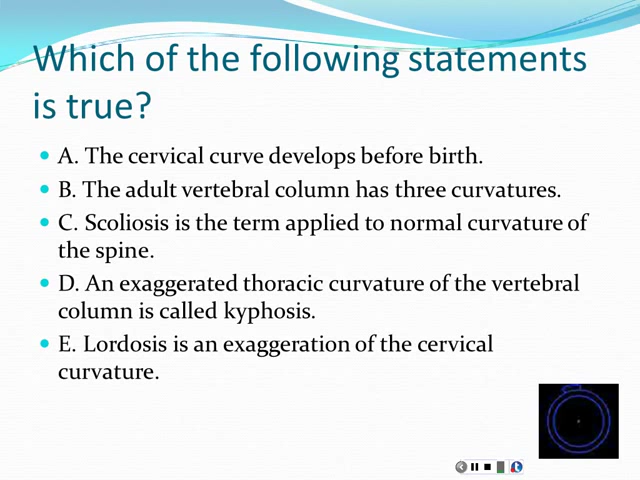 Which of the following statements
is true?
A. The cervical curve develops before birth.
B. The adult vertebral column has three curvatures.
C. Scoliosis is the term applied to normal curvature of
the spine.
D. An exaggerated thoracic curvature of the vertebral
column is called kyphosis.
E. Lordosis is an exaggeration of the cervical
curvature.